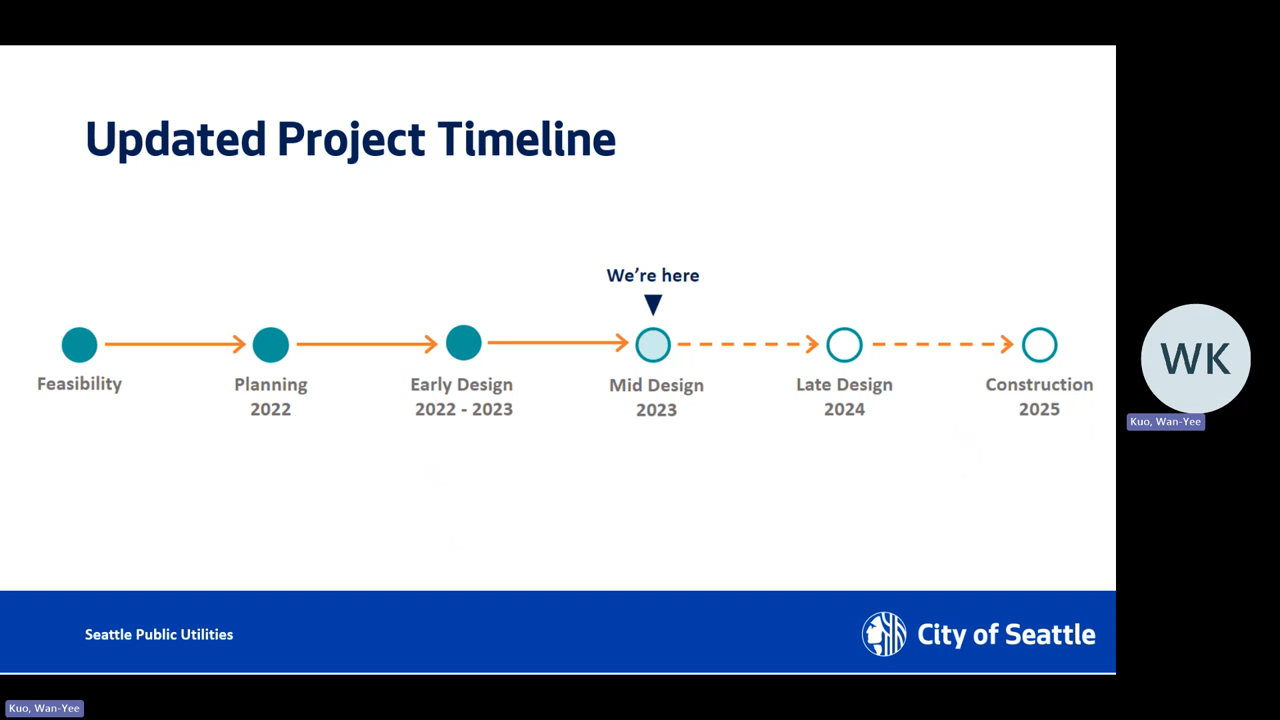 Updated Project Timeline
We're here
Feasibility
Planning
2022
Early Design
2022 - 2023
Mid Design
2023
Late Design
2024
Construction
2025
WK
Kuo, Wan-Yee
Seattle Public Utilities
City of Seattle
Kuo, Wan-Yee